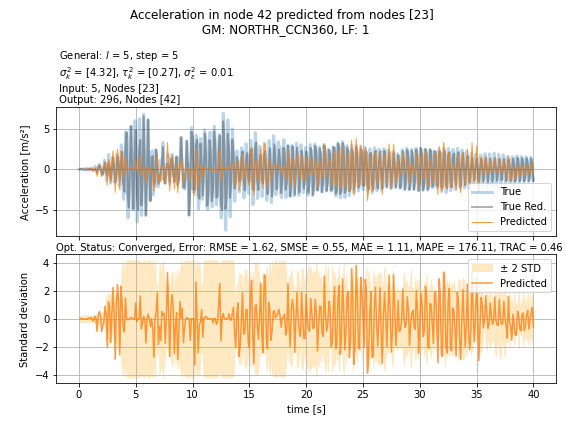 Acceleration in node 42 predicted from nodes [23]
GM: NORTHR_CCN360, LF: 1
General: l = 5, step = 5
σ²ₖ = [4.32], τ²ₖ = [0.27], σ²ε = 0.01
Input: 5, Nodes [23]
Output: 296, Nodes [42]
Acceleration [m/s²]
5
0
−5
True
True Red.
Predicted
Opt. Status: Converged, Error: RMSE = 1.62, SMSE = 0.55, MAE = 1.11, MAPE = 176.11, TRAC = 0.46
Standard deviation
4
2
0
−2
−4
± 2 STD
Predicted
0 5 10 15 20 25 30 35 40
time [s]